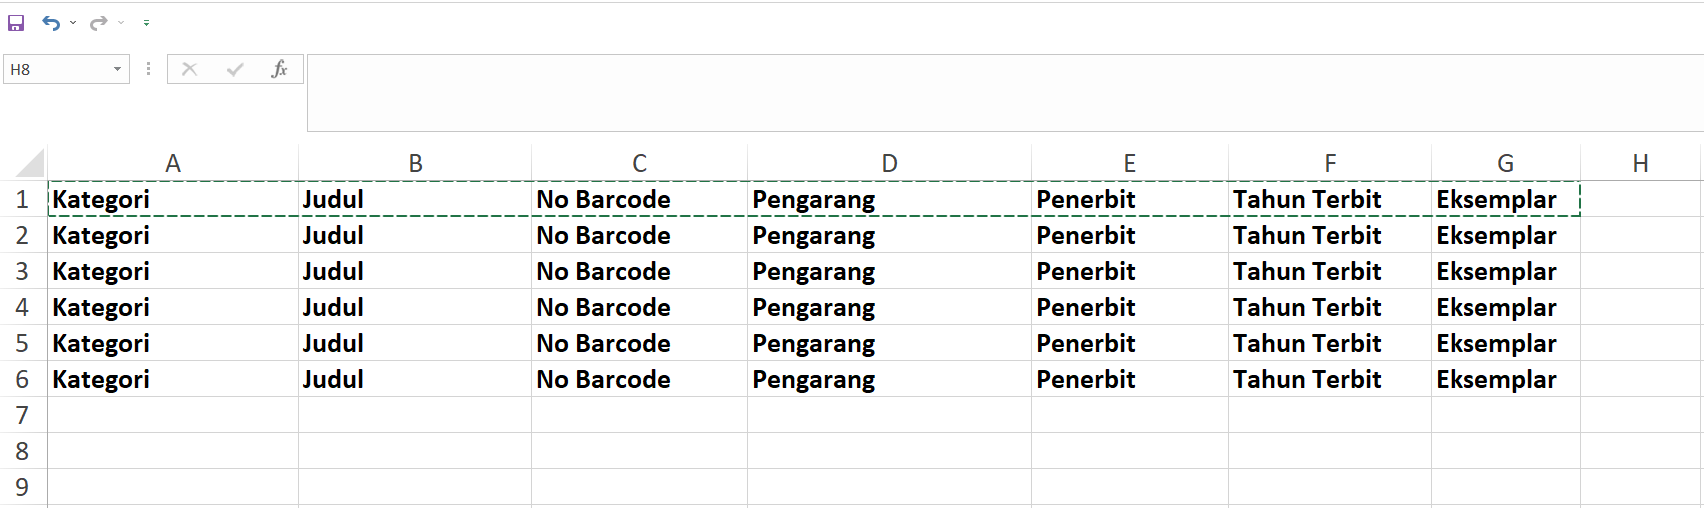 H8 fx
A B C D E F G H
1 Kategori Judul No Barcode Pengarang Penerbit Tahun Terbit Eksemplar
2 Kategori Judul No Barcode Pengarang Penerbit Tahun Terbit Eksemplar
3 Kategori Judul No Barcode Pengarang Penerbit Tahun Terbit Eksemplar
4 Kategori Judul No Barcode Pengarang Penerbit Tahun Terbit Eksemplar
5 Kategori Judul No Barcode Pengarang Penerbit Tahun Terbit Eksemplar
6 Kategori Judul No Barcode Pengarang Penerbit Tahun Terbit Eksemplar
7
8
9